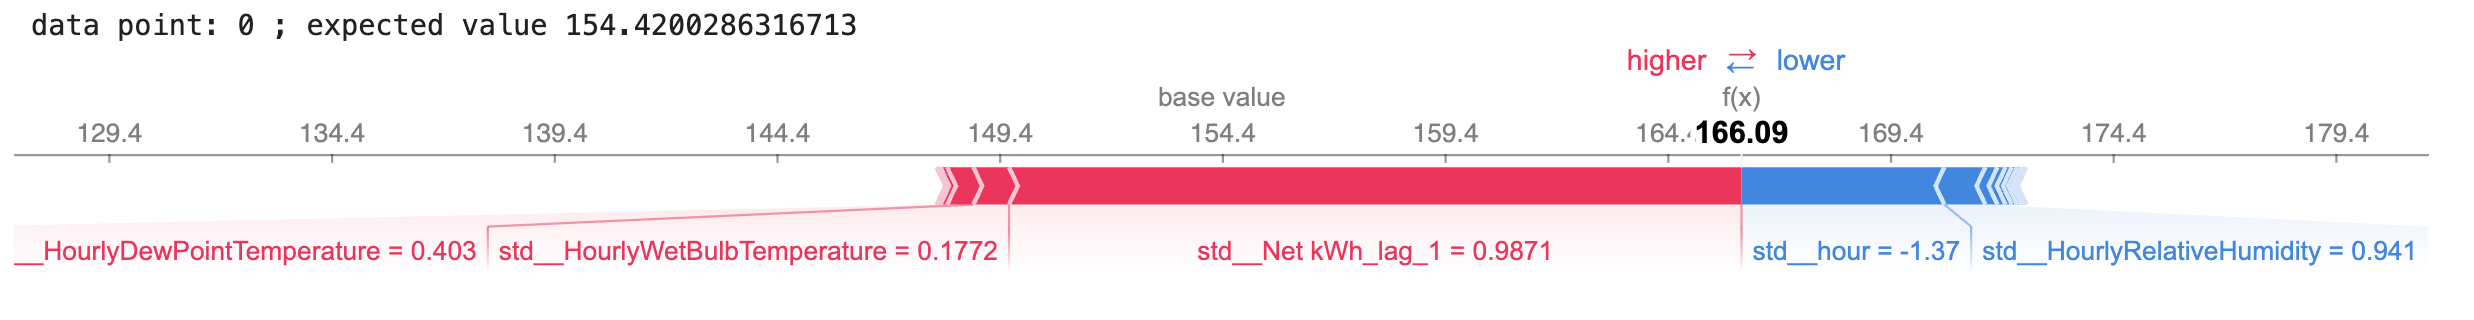 data point: 0 ; expected value 154.4200286316713
higher lower
base value f(x)
129.4 134.4 139.4 144.4 149.4 154.4 159.4 164. 166.09 169.4 174.4 179.4
__HourlyDewPointTemperature = 0.403 std__HourlyWetBulbTemperature = 0.1772 std__Net kWh_lag_1 = 0.9871 std__hour = -1.37 std__HourlyRelativeHumidity = 0.941